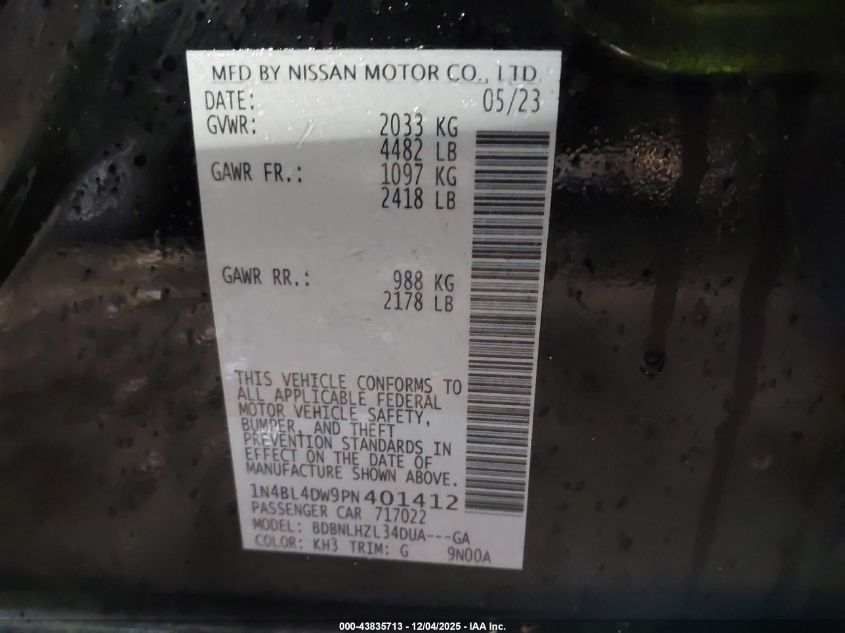 MFD BY NISSAN MOTOR CO., LTD.
DATE: 05/23
GVWR: 2033 KG
4482 LB
GAWR FR.: 1097 KG
2418 LB
GAWR RR.: 988 KG
2178 LB
THIS VEHICLE CONFORMS TO
ALL APPLICABLE FEDERAL
MOTOR VEHICLE SAFETY,
BUMPER, AND THEFT
PREVENTION STANDARDS IN
EFFECT ON THE DATE OF
MANUFACTURE SHOWN ABOVE.
1N4BL4DW9PN401412
PASSENGER CAR 717022
MODEL: BDBNLHZL34DUA---GA
COLOR: KH3 TRIM: G 9N00A
000-43835713 - 12/04/2025 - IAA Inc.